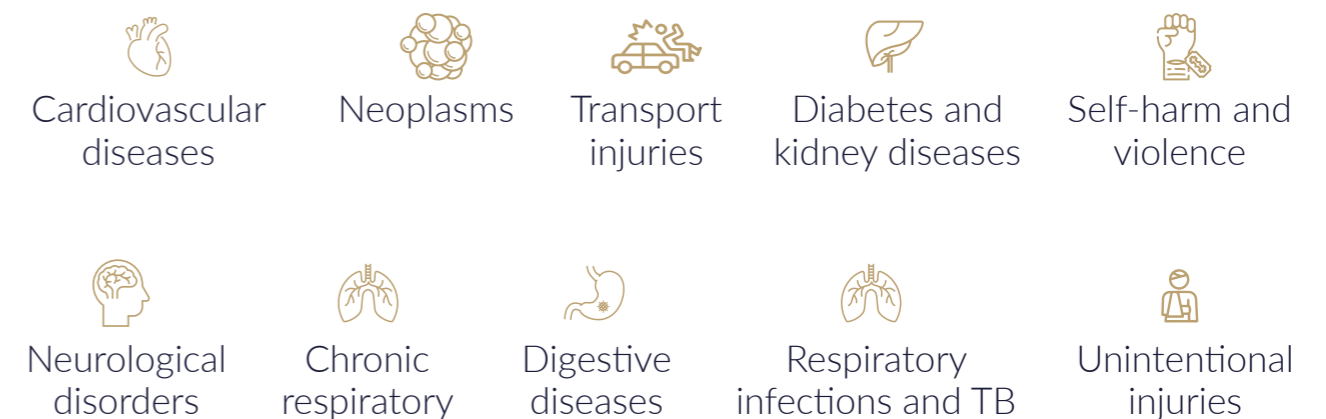 Cardiovascular
diseases
Neoplasms
Transport
injuries
Diabetes and
kidney diseases
Self-harm and
violence
Neurological
disorders
Chronic
respiratory
Digestive
diseases
Respiratory
infections and TB
Unintentional
injuries